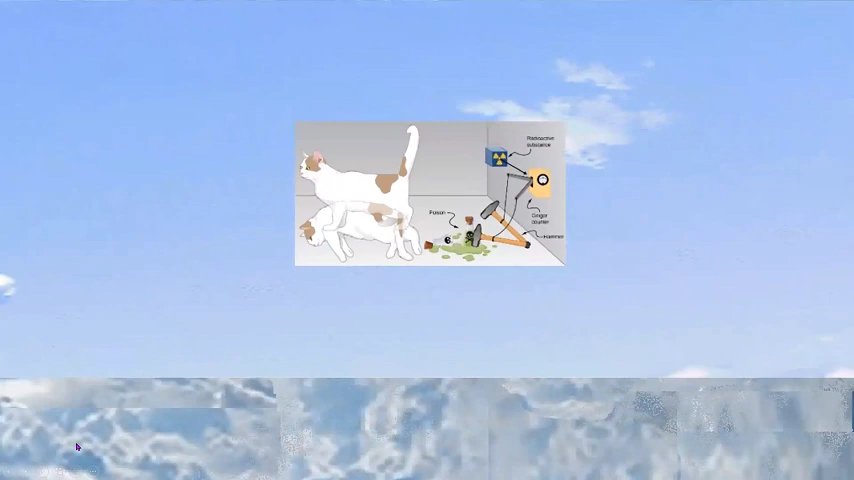 Radioactive
substance
Geiger
counter
Poison
Hammer